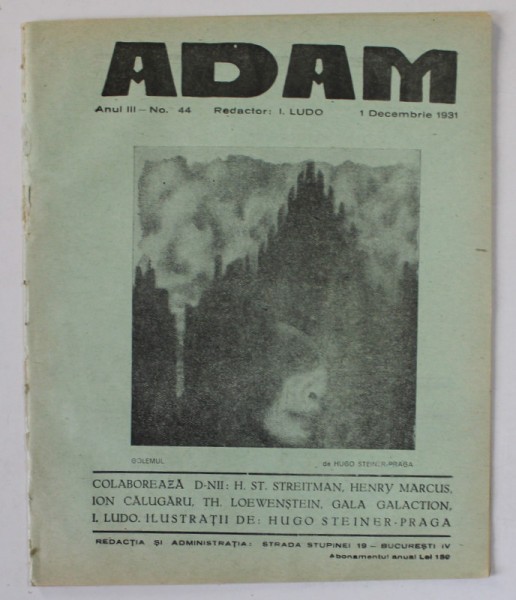 ADAM
Anul III — No. 44 Redactor: I. LUDO 1 Decembrie 1931
GOLEMUL de HUGO STEINER-PRABA
COLABOREAZĂ D-NII: H. ST. STREITMAN, HENRY MARCUS,
ION CĂLUGĂRU, TH. LOEWENȘTEIN, GALA GALACTION,
I. LUDO. ILUSTRAȚII DE: HUGO STEINER-PRAGA
REDACȚIA ȘI ADMINISTRAȚIA: STRADA STUPINEI 19 — BUCUREȘTI IV
Abonamentul anual Lei 150